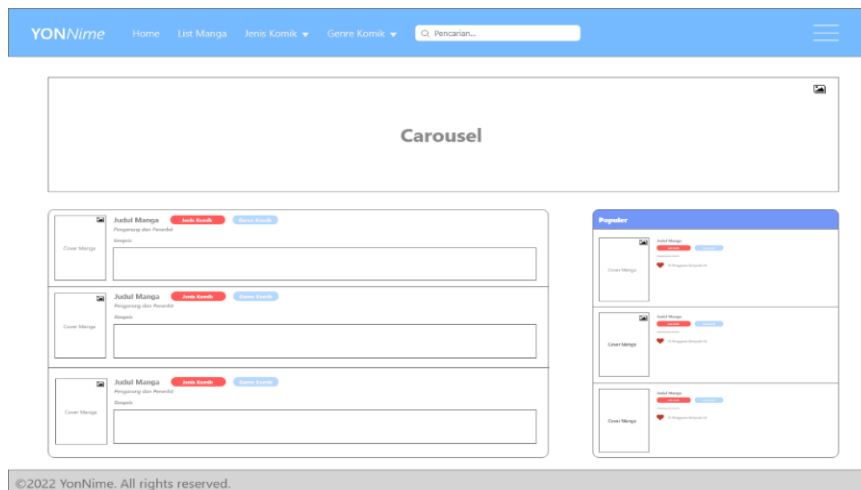 YONNime Home List Manga Jenis Komik Genre Komik Pencarian...
Carousel
Judul Manga Jenis Komik Genre Komik
Pengarang dan Penerbit
Sinopsis
Cover Manga
Judul Manga Jenis Komik Genre Komik
Pengarang dan Penerbit
Sinopsis
Cover Manga
Judul Manga Jenis Komik Genre Komik
Pengarang dan Penerbit
Sinopsis
Cover Manga
Populer
Judul Manga
Cover Manga
Judul Manga
Cover Manga
Judul Manga
Cover Manga
©2022 YonNime. All rights reserved.